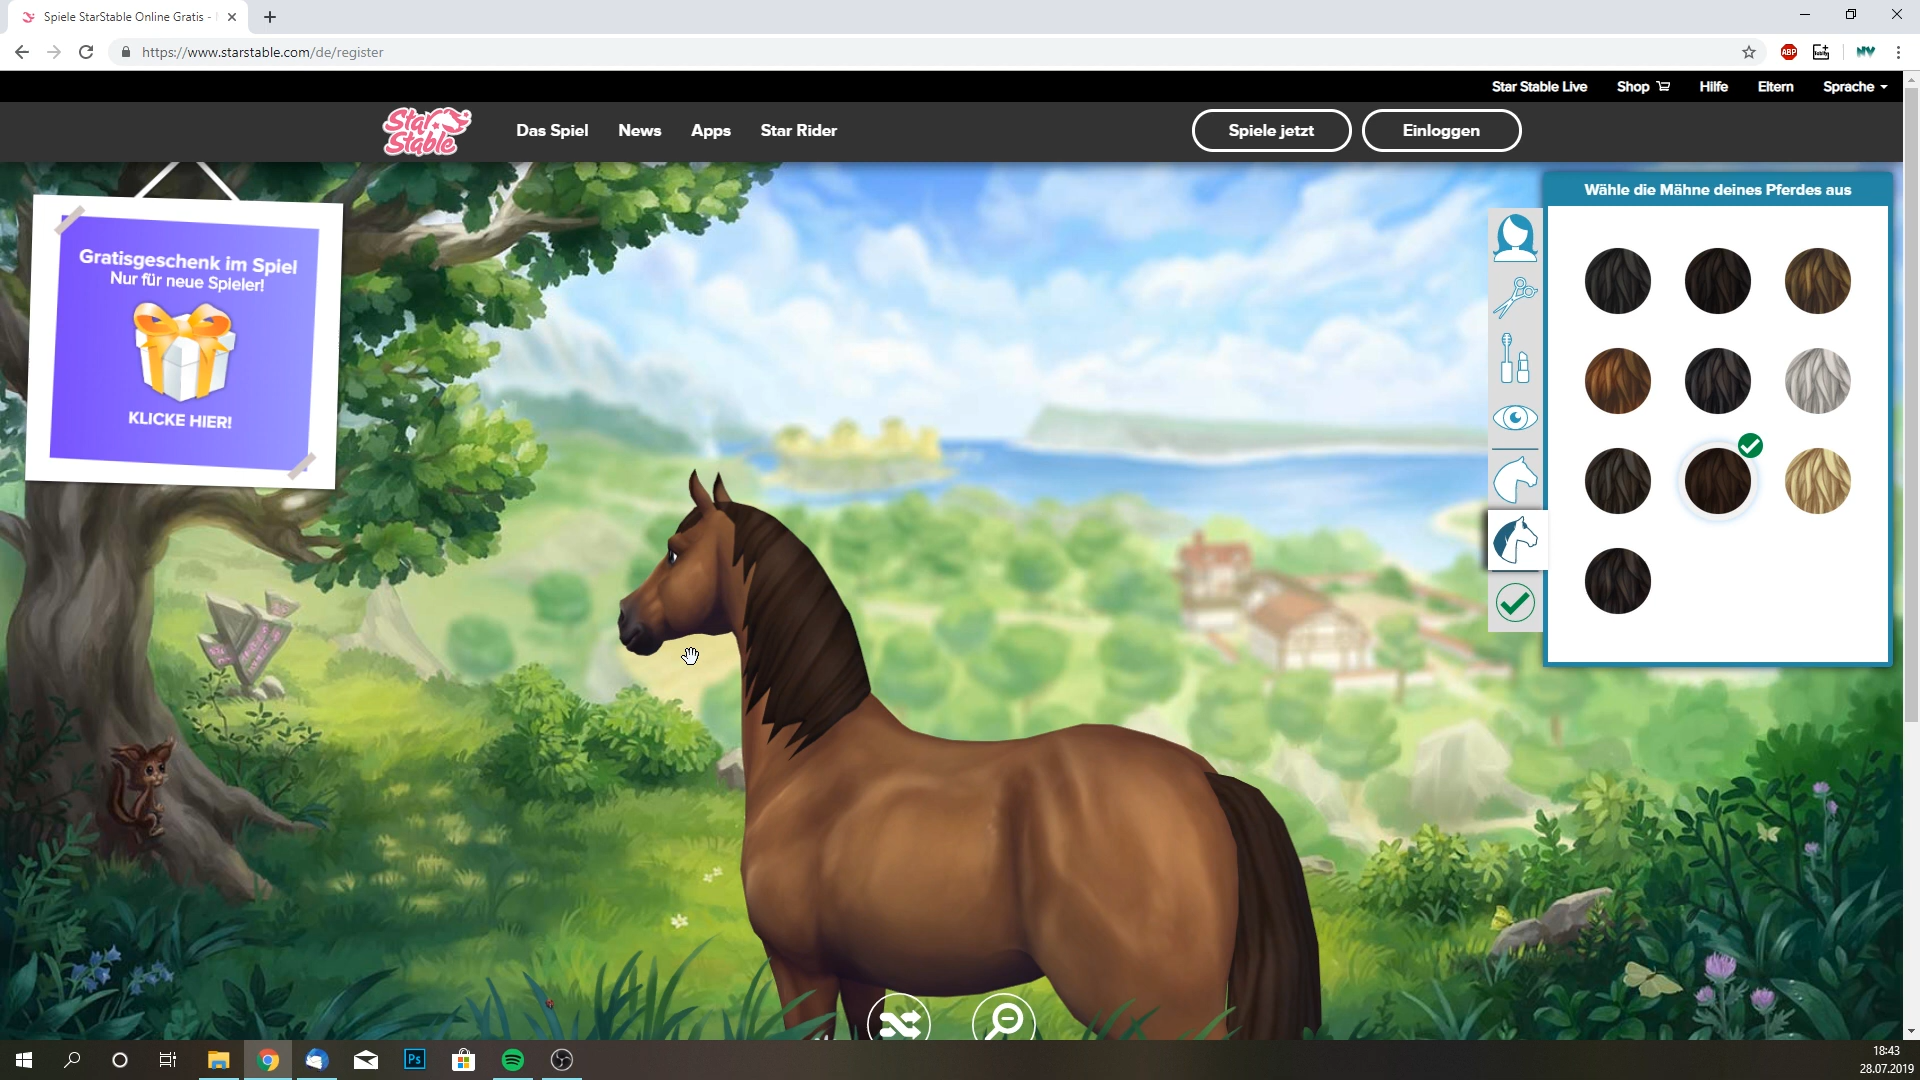 Spiele StarStable Online Gratis -
https://www.starstable.com/de/register
ABP
Star Stable Live
Shop
Hilfe
Eltern
Sprache
Star Stable
Das Spiel
News
Apps
Star Rider
Spiele jetzt
Einloggen
Gratisgeschenk im Spiel
Nur für neue Spieler!
KLICKE HIER!
Wähle die Mähne deines Pferdes aus
Ps
18:43
28.07.2019